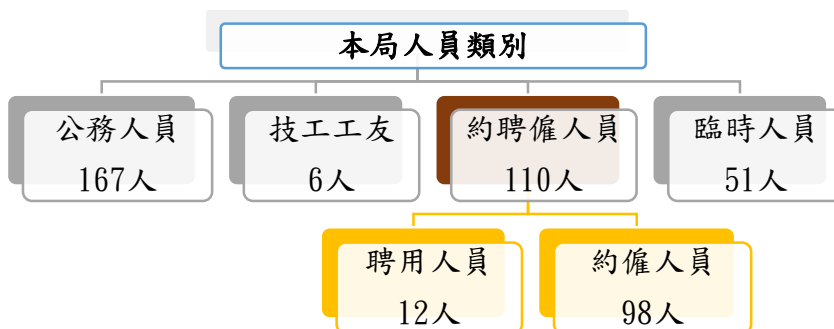 本局人員類別
公務人員
167人
技工工友
6人
約聘僱人員
110人
臨時人員
51人
聘用人員
12人
約僱人員
98人